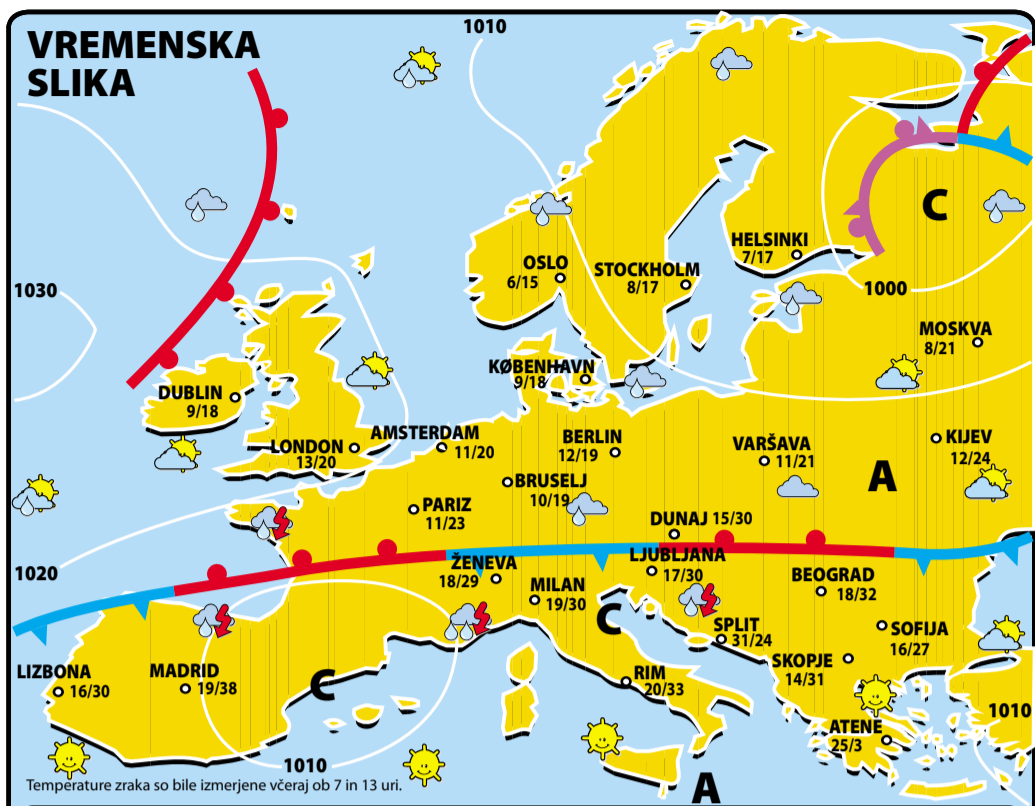 VREMENSKA
SLIKA
1010
C
HELSINKI
7/17
OSLO
6/15
STOCKHOLM
8/17
1030
1000
MOSKVA
8/21
KØBENHAVN
9/18
DUBLIN
9/18
LONDON
13/20
AMSTERDAM
11/20
BERLIN
12/19
VARŠAVA
11/21
KIJEV
12/24
A
BRUSELJ
10/19
PARIZ
11/23
DUNAJ 15/30
LJUBLJANA
17/30
1020
ŽENEVA
18/29
MILAN
19/30
BEOGRAD
18/32
C
SPLIT
31/24
SOFIJA
16/27
LIZBONA
16/30
MADRID
19/38
C
RIM
20/33
SKOPJE
14/31
1010
ATENE
25/3
1010
A
Temperature zraka so bile izmerjene včeraj ob 7 in 13 uri.